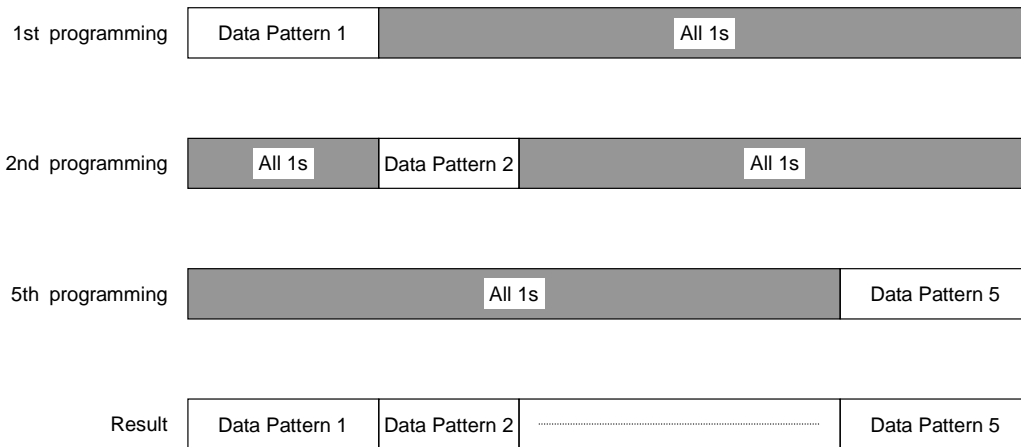 1st programming Data Pattern 1 All 1s
2nd programming All 1s Data Pattern 2 All 1s
5th programming All 1s Data Pattern 5
Result Data Pattern 1 Data Pattern 2 Data Pattern 5